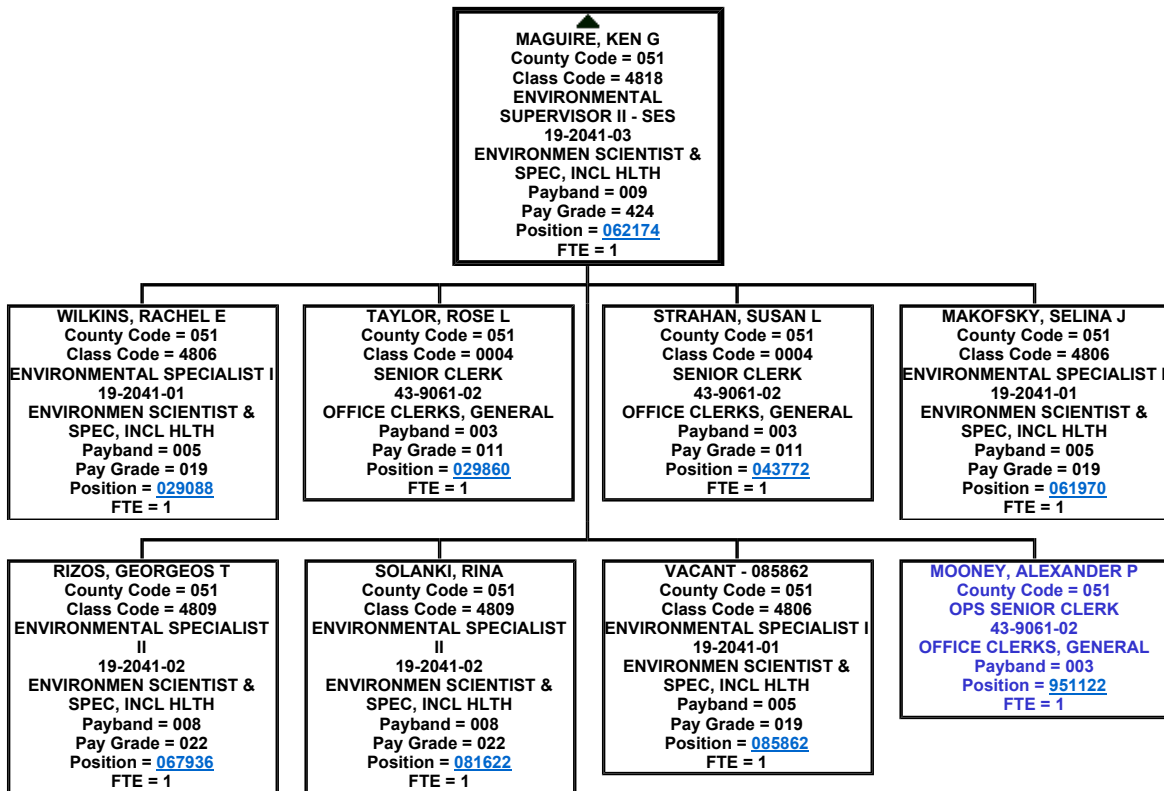 MAGUIRE, KEN G
County Code = 051
Class Code = 4818
ENVIRONMENTAL
SUPERVISOR II - SES
19-2041-03
ENVIRONMEN SCIENTIST &
SPEC, INCL HLTH
Payband = 009
Pay Grade = 424
Position = 062174
FTE = 1
WILKINS, RACHEL E
County Code = 051
Class Code = 4806
ENVIRONMENTAL SPECIALIST I
19-2041-01
ENVIRONMEN SCIENTIST &
SPEC, INCL HLTH
Payband = 005
Pay Grade = 019
Position = 029088
FTE = 1
TAYLOR, ROSE L
County Code = 051
Class Code = 0004
SENIOR CLERK
43-9061-02
OFFICE CLERKS, GENERAL
Payband = 003
Pay Grade = 011
Position = 029860
FTE = 1
STRAHAN, SUSAN L
County Code = 051
Class Code = 0004
SENIOR CLERK
43-9061-02
OFFICE CLERKS, GENERAL
Payband = 003
Pay Grade = 011
Position = 043772
FTE = 1
MAKOFSKY, SELINA J
County Code = 051
Class Code = 4806
ENVIRONMENTAL SPECIALIST I
19-2041-01
ENVIRONMEN SCIENTIST &
SPEC, INCL HLTH
Payband = 005
Pay Grade = 019
Position = 061970
FTE = 1
RIZOS, GEORGEOS T
County Code = 051
Class Code = 4809
ENVIRONMENTAL SPECIALIST
II
19-2041-02
ENVIRONMEN SCIENTIST &
SPEC, INCL HLTH
Payband = 008
Pay Grade = 022
Position = 067936
FTE = 1
SOLANKI, RINA
County Code = 051
Class Code = 4809
ENVIRONMENTAL SPECIALIST
II
19-2041-02
ENVIRONMEN SCIENTIST &
SPEC, INCL HLTH
Payband = 008
Pay Grade = 022
Position = 081622
FTE = 1
VACANT - 085862
County Code = 051
Class Code = 4806
ENVIRONMENTAL SPECIALIST I
19-2041-01
ENVIRONMEN SCIENTIST &
SPEC, INCL HLTH
Payband = 005
Pay Grade = 019
Position = 085862
FTE = 1
MOONEY, ALEXANDER P
County Code = 051
OPS SENIOR CLERK
43-9061-02
OFFICE CLERKS, GENERAL
Payband = 003
Position = 951122
FTE = 1